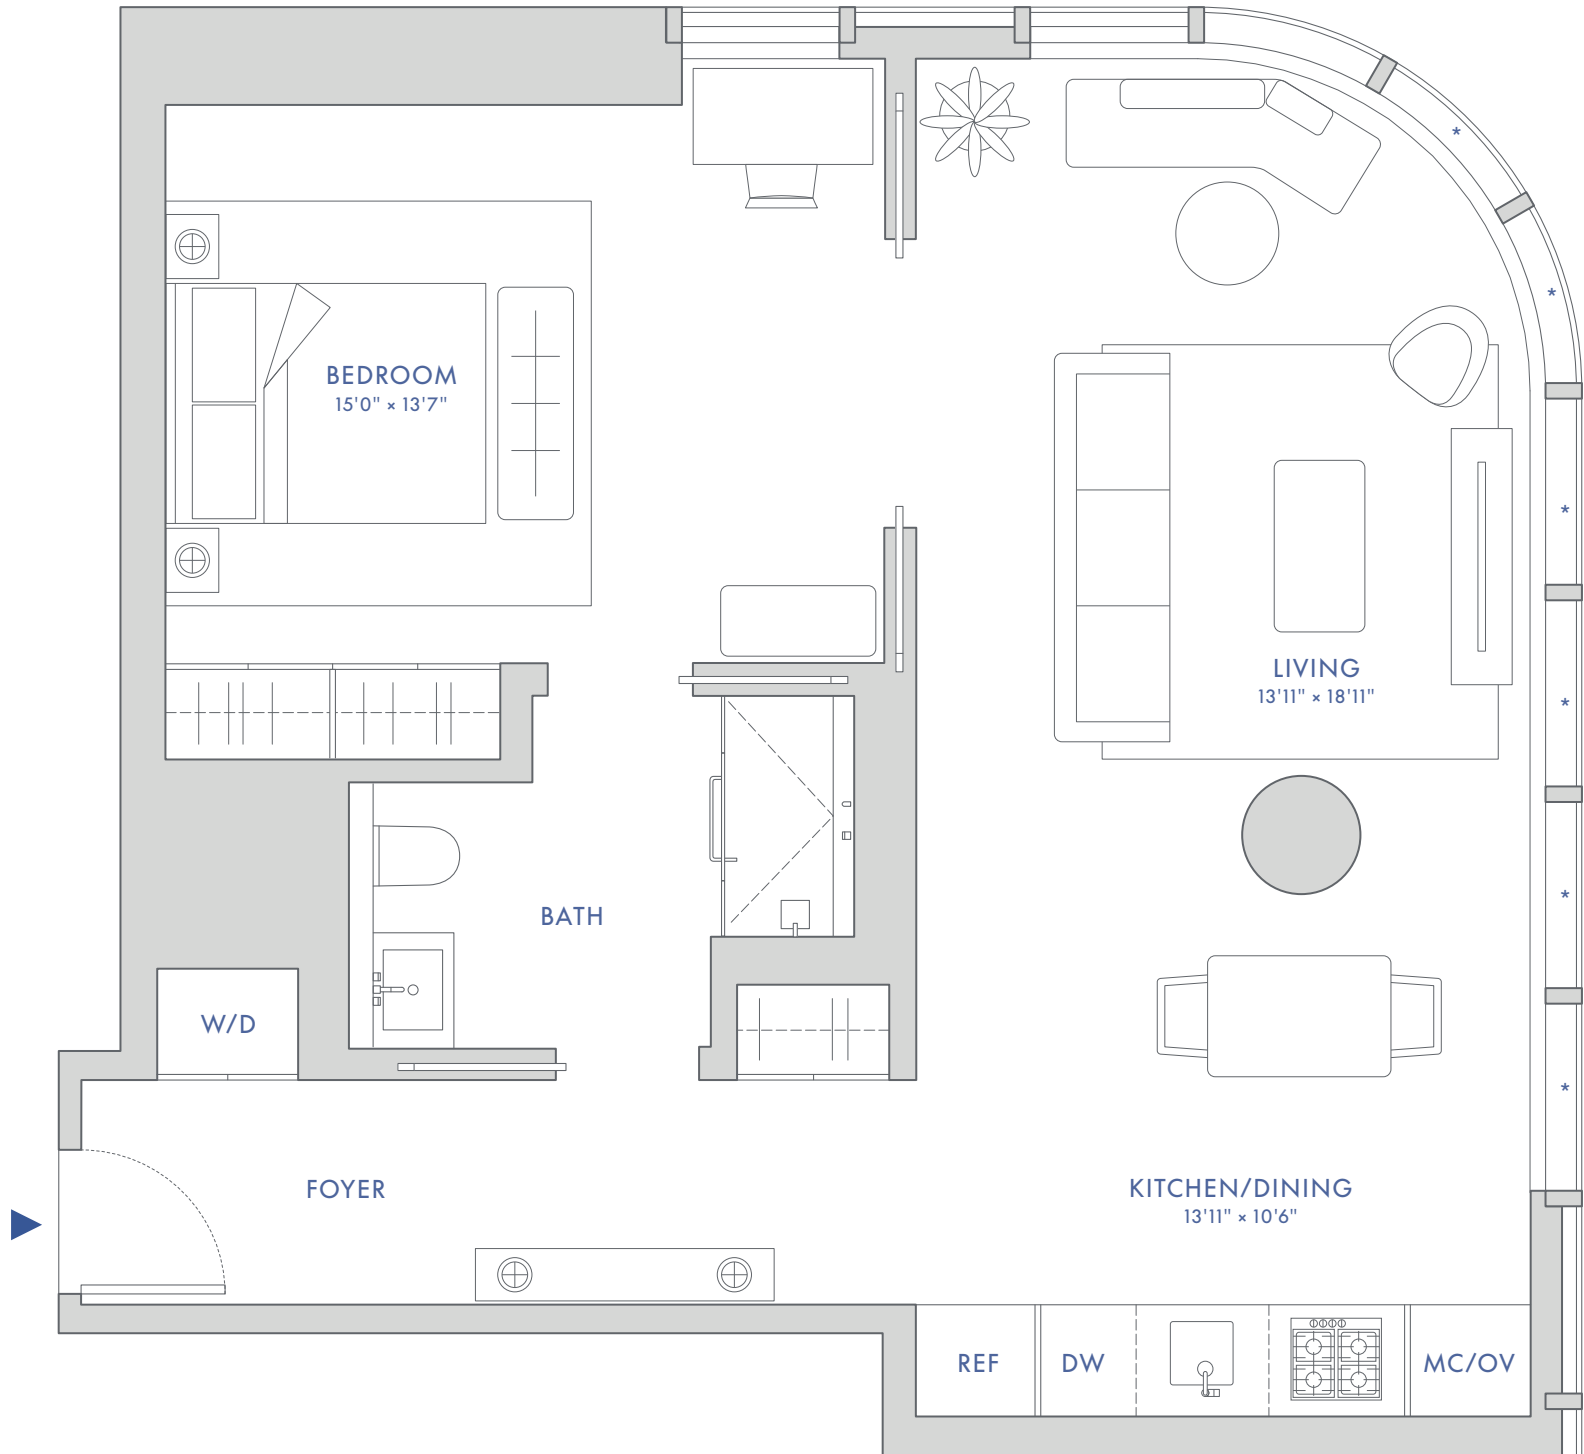 *
*
BEDROOM
15'0" × 13'7"
*
LIVING
13'11" × 18'11"
*
*
BATH
W/D
*
FOYER
KITCHEN/DINING
13'11" × 10'6"
REF
DW
MC/OV